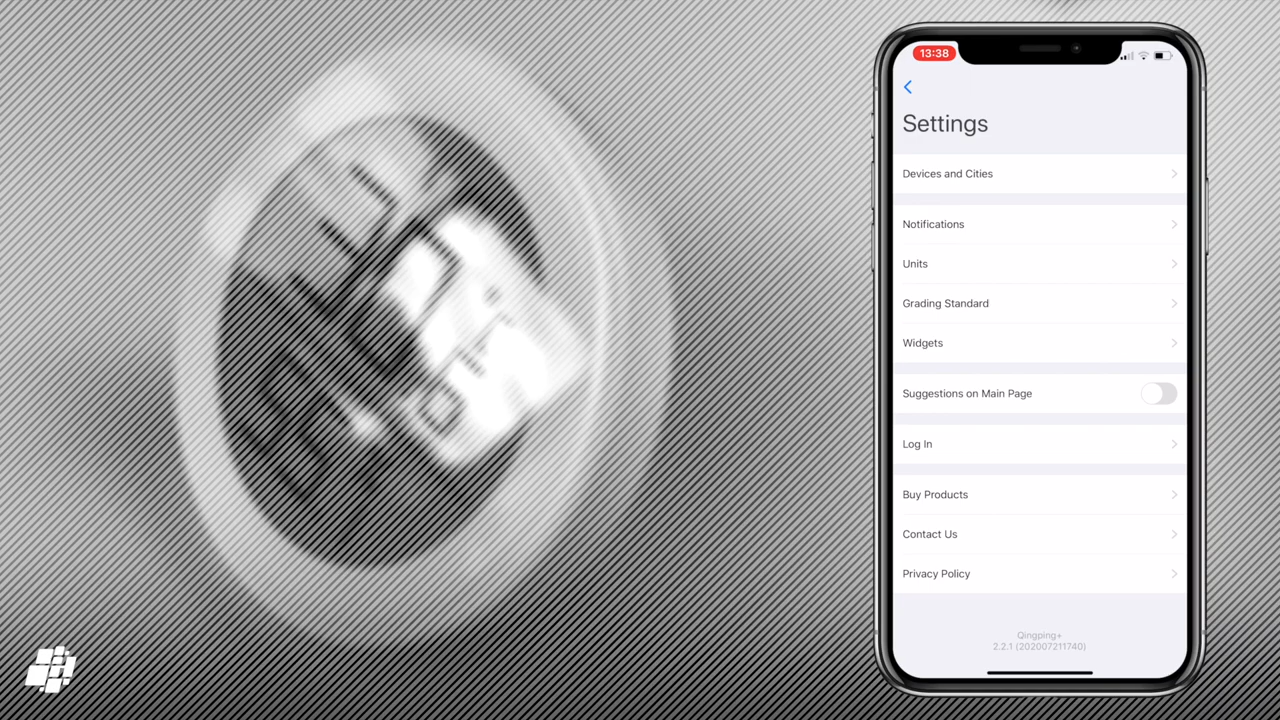 13:38
Settings
Devices and Cities
Notifications
Units
Grading Standard
Widgets
Suggestions on Main Page
Log In
Buy Products
Contact Us
Privacy Policy
Qingping+
2.2.1 (202007211740)